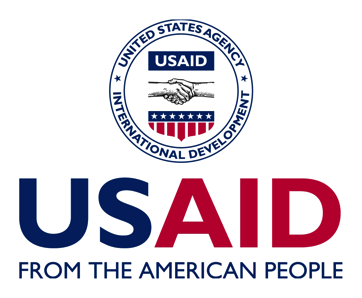 UNITED STATES AGENCY
USAID
INTERNATIONAL DEVELOPMENT
USAID
FROM THE AMERICAN PEOPLE